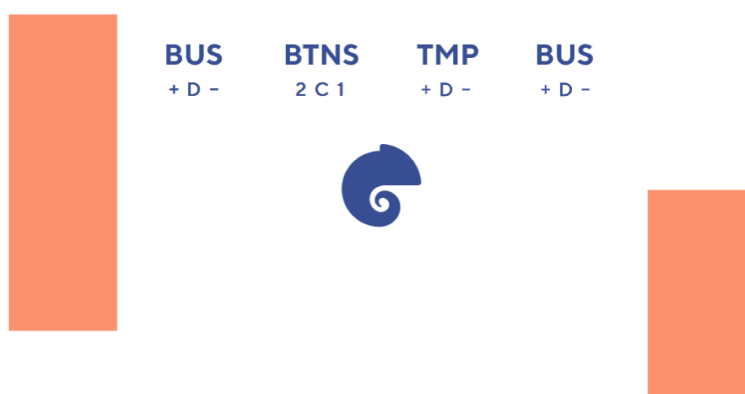 BUS BTNS TMP BUS
+ D - 2 C 1 + D - + D -